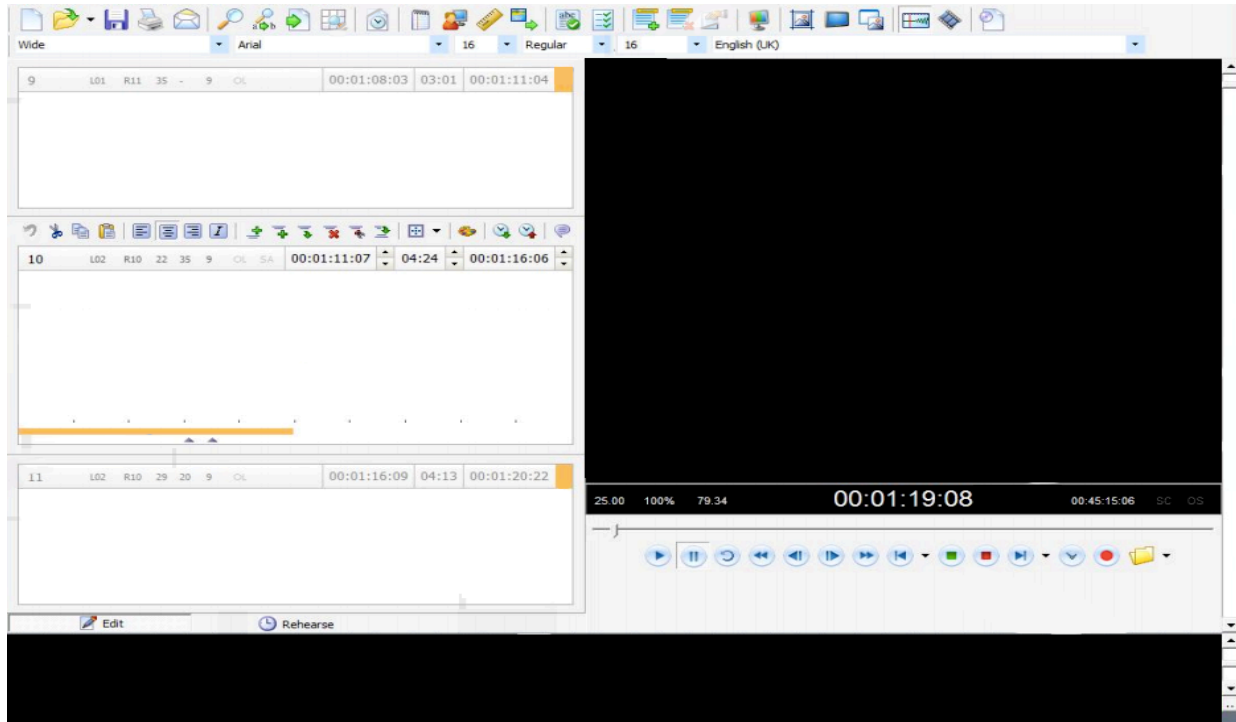 Wide Arial 16 Regular 16 English (UK)
9 L01 R11 35 - 9 OL 00:01:08:03 03:01 00:01:11:04
10 L02 R10 22 35 9 OL SA 00:01:11:07 04:24 00:01:16:06
11 L02 R10 29 20 9 OL 00:01:16:09 04:13 00:01:20:22
25.00 100% 79.34 00:01:19:08 00:45:15:06 SC OS
Edit Rehearse